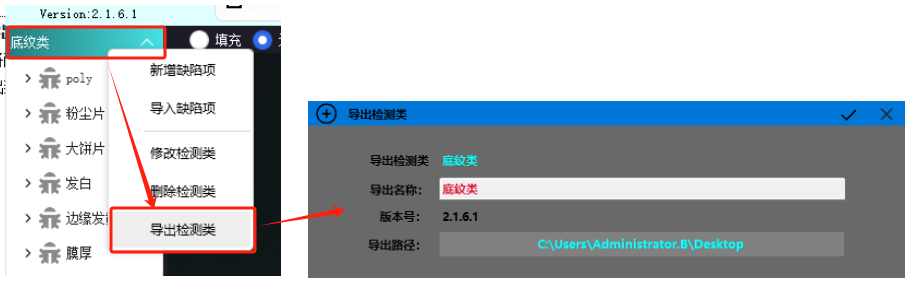 Version:2.1.6.1
底纹类
填充
poly
粉尘片
大饼片
发白
边缘发
膜厚
新增缺陷项
导入缺陷项
修改检测类
删除检测类
导出检测类
导出检测类
导出检测类 底纹类
导出名称: 底纹类
版本号: 2.1.6.1
导出路径: C:\Users\Administrator.B\Desktop